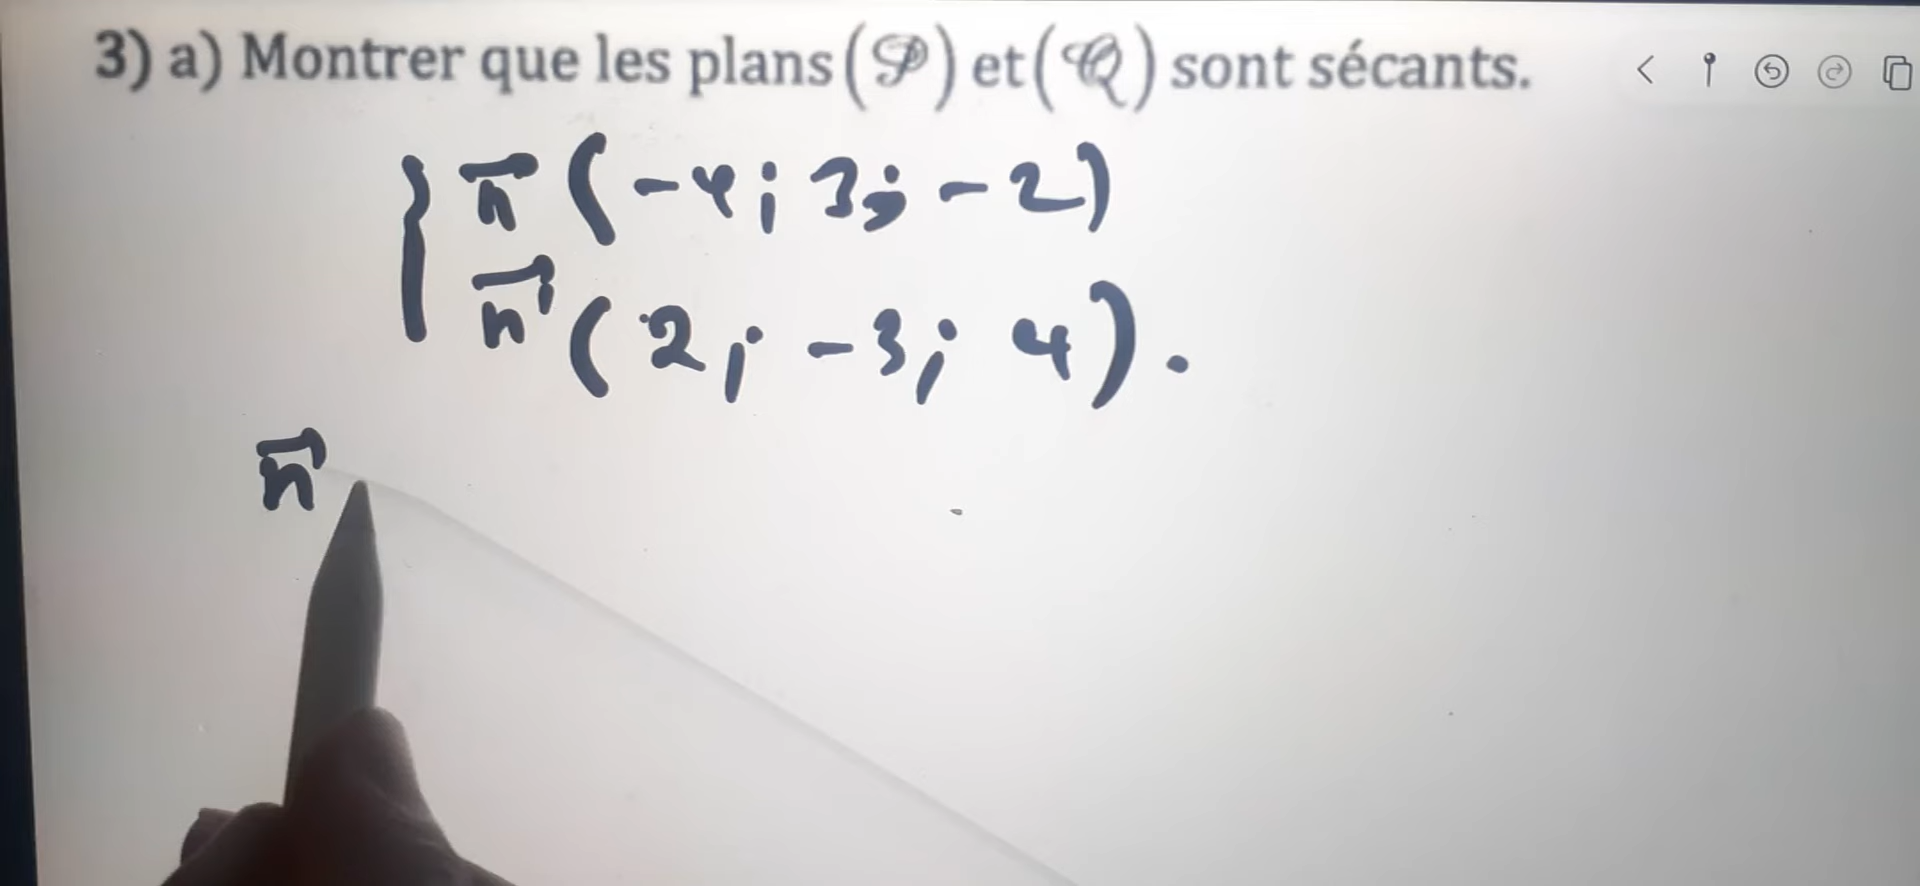 3) a) Montrer que les plans (𝒫) et (𝒬) sont sécants.
{ n⃗ (-4 ; 3 ; -2)
n⃗' (2 ; -3 ; 4).
n⃗